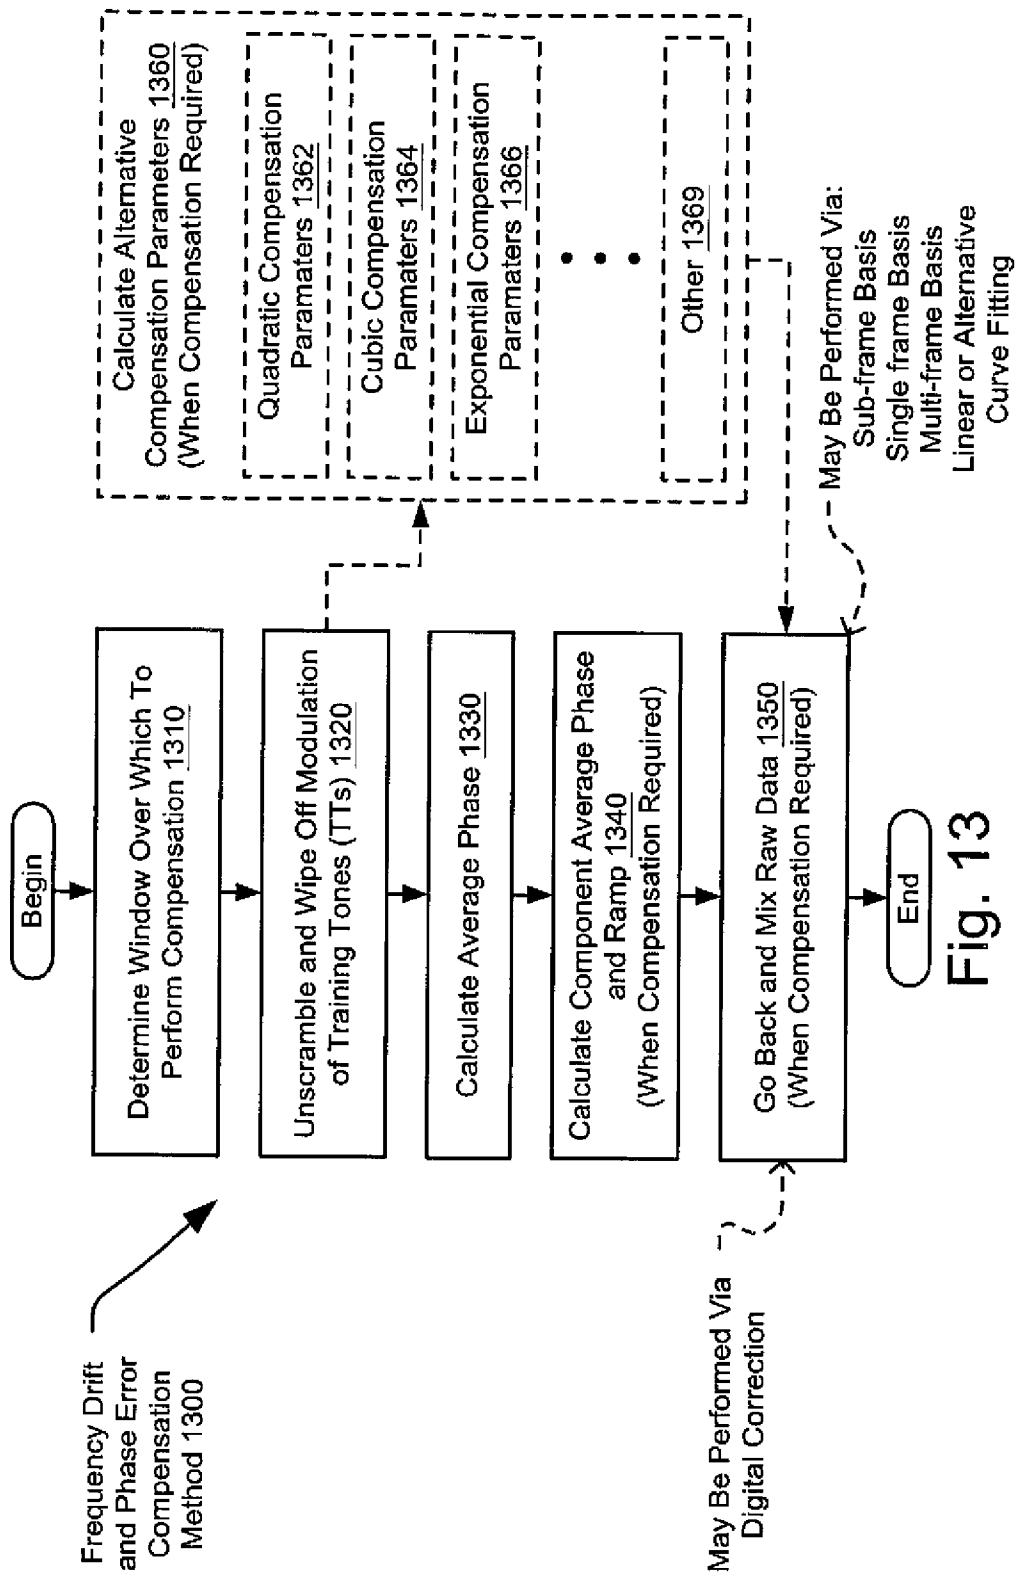 Frequency Drift
and Phase Error
Compensation
Method 1300
Begin
Determine Window Over Which To
Perform Compensation 1310
Unscramble and Wipe Off Modulation
of Training Tones (TTs) 1320
Calculate Average Phase 1330
Calculate Component Average Phase
and Ramp 1340
(When Compensation Required)
Go Back and Mix Raw Data 1350
(When Compensation Required)
End
Calculate Alternative
Compensation Parameters 1360
(When Compensation Required)
Quadratic Compensation
Paramaters 1362
Cubic Compensation
Paramaters 1364
Exponential Compensation
Paramaters 1366
Other 1369
May Be Performed Via
Digital Correction
May Be Performed Via:
Sub-frame Basis
Single frame Basis
Multi-frame Basis
Linear or Alternative
Curve Fitting
Fig. 13